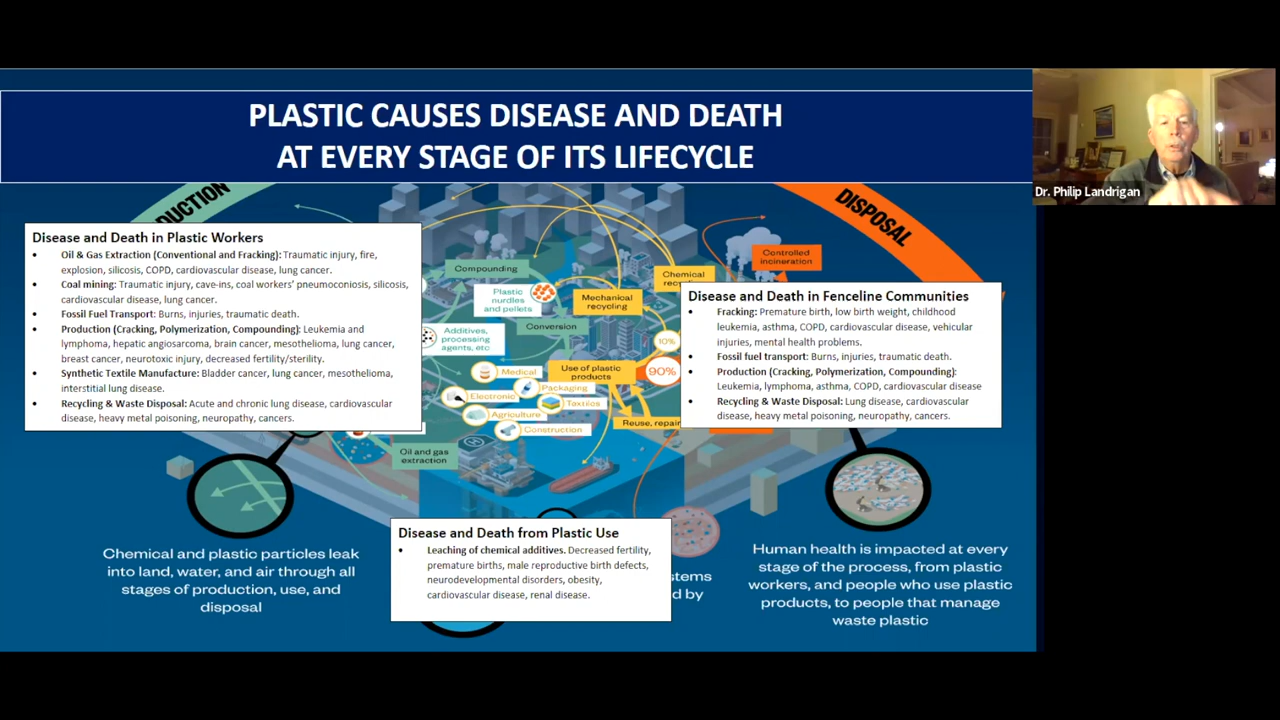 PLASTIC CAUSES DISEASE AND DEATH
AT EVERY STAGE OF ITS LIFECYCLE
Dr. Philip Landrigan
DISPOSAL
Disease and Death in Plastic Workers
• Oil & Gas Extraction (Conventional and Fracking): Traumatic injury, fire,
explosion, silicosis, COPD, cardiovascular disease, lung cancer.
• Coal mining: Traumatic injury, cave-ins, coal workers' pneumoconiosis, silicosis,
cardiovascular disease, lung cancer.
• Fossil Fuel Transport: Burns, injuries, traumatic death.
• Production (Cracking, Polymerization, Compounding): Leukemia and
lymphoma, hepatic angiosarcoma, brain cancer, mesothelioma, lung cancer,
breast cancer, neurotoxic injury, decreased fertility/sterility.
• Synthetic Textile Manufacture: Bladder cancer, lung cancer, mesothelioma,
interstitial lung disease.
• Recycling & Waste Disposal: Acute and chronic lung disease, cardiovascular
disease, heavy metal poisoning, neuropathy, cancers.
Compounding
Plastic
nurdles
and pellets
Additives,
processing
agents, etc
Conversion
Mechanical
recycling
Chemical
Controlled
incineration
10%
90%
Use of plastic
products
Medical
Packaging
Electronic
Textiles
Agriculture
Construction
Reuse, repair
Oil and gas
extraction
Disease and Death in Fenceline Communities
• Fracking: Premature birth, low birth weight, childhood
leukemia, asthma, COPD, cardiovascular disease, vehicular
injuries, mental health problems.
• Fossil fuel transport: Burns, injuries, traumatic death.
• Production (Cracking, Polymerization, Compounding):
Leukemia, lymphoma, asthma, COPD, cardiovascular disease
• Recycling & Waste Disposal: Lung disease, cardiovascular
disease, heavy metal poisoning, neuropathy, cancers.
Chemical and plastic particles leak
into land, water, and air through all
stages of production, use, and
disposal
Disease and Death from Plastic Use
• Leaching of chemical additives. Decreased fertility,
premature births, male reproductive birth defects,
neurodevelopmental disorders, obesity,
cardiovascular disease, renal disease.
Human health is impacted at every
stage of the process, from plastic
workers, and people who use plastic
products, to people that manage
waste plastic